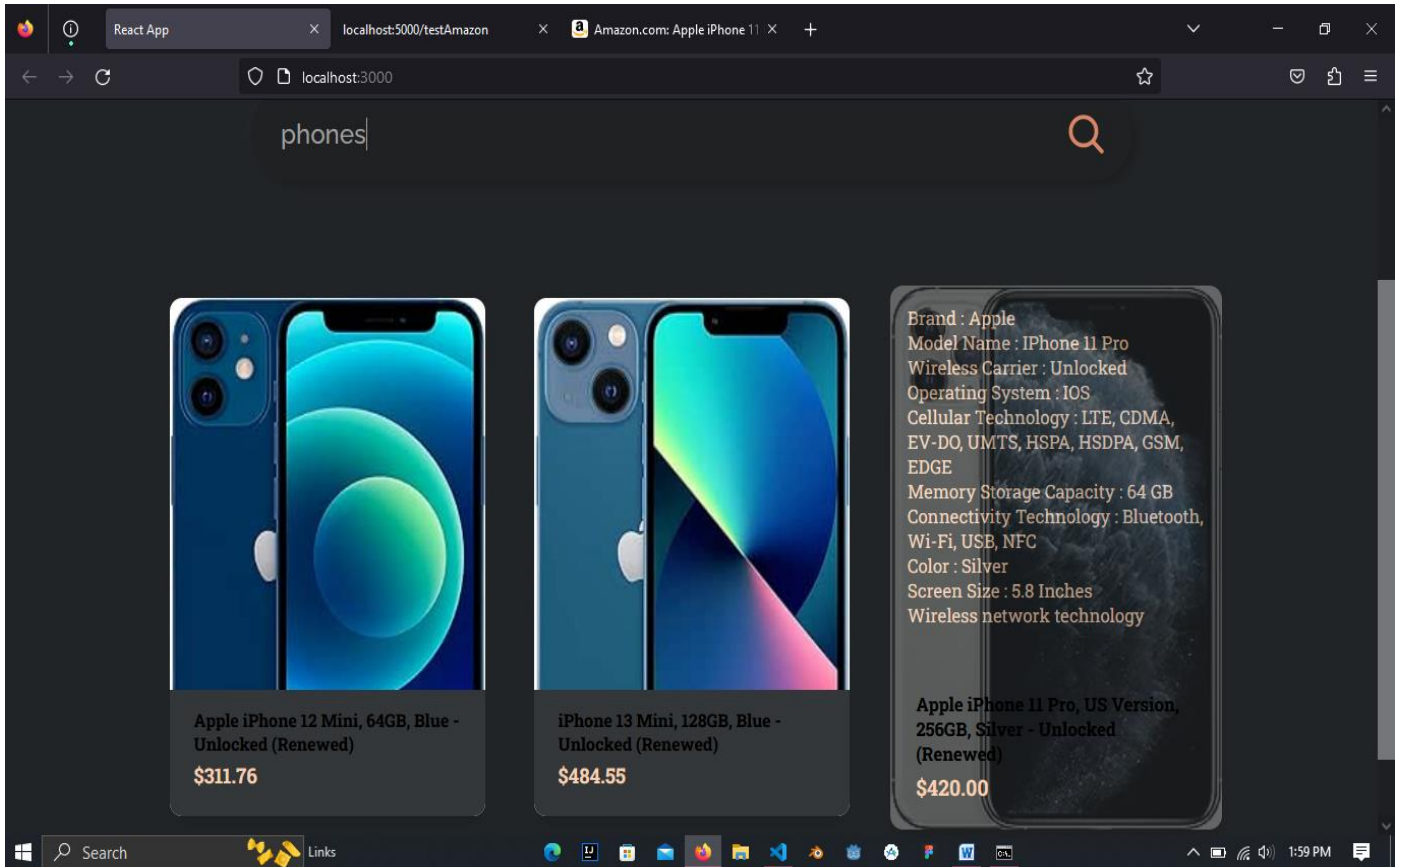 React App
localhost:5000/testAmazon
Amazon.com: Apple iPhone 11
localhost:3000
phones
Brand : Apple
Model Name : IPhone 11 Pro
Wireless Carrier : Unlocked
Operating System : IOS
Cellular Technology : LTE, CDMA,
EV-DO, UMTS, HSPA, HSDPA, GSM,
EDGE
Memory Storage Capacity : 64 GB
Connectivity Technology : Bluetooth,
Wi-Fi, USB, NFC
Color : Silver
Screen Size : 5.8 Inches
Wireless network technology
Apple iPhone 12 Mini, 64GB, Blue -
Unlocked (Renewed)
$311.76
iPhone 13 Mini, 128GB, Blue -
Unlocked (Renewed)
$484.55
Apple iPhone 11 Pro, US Version,
256GB, Silver - Unlocked
(Renewed)
$420.00
Search
Links
1:59 PM